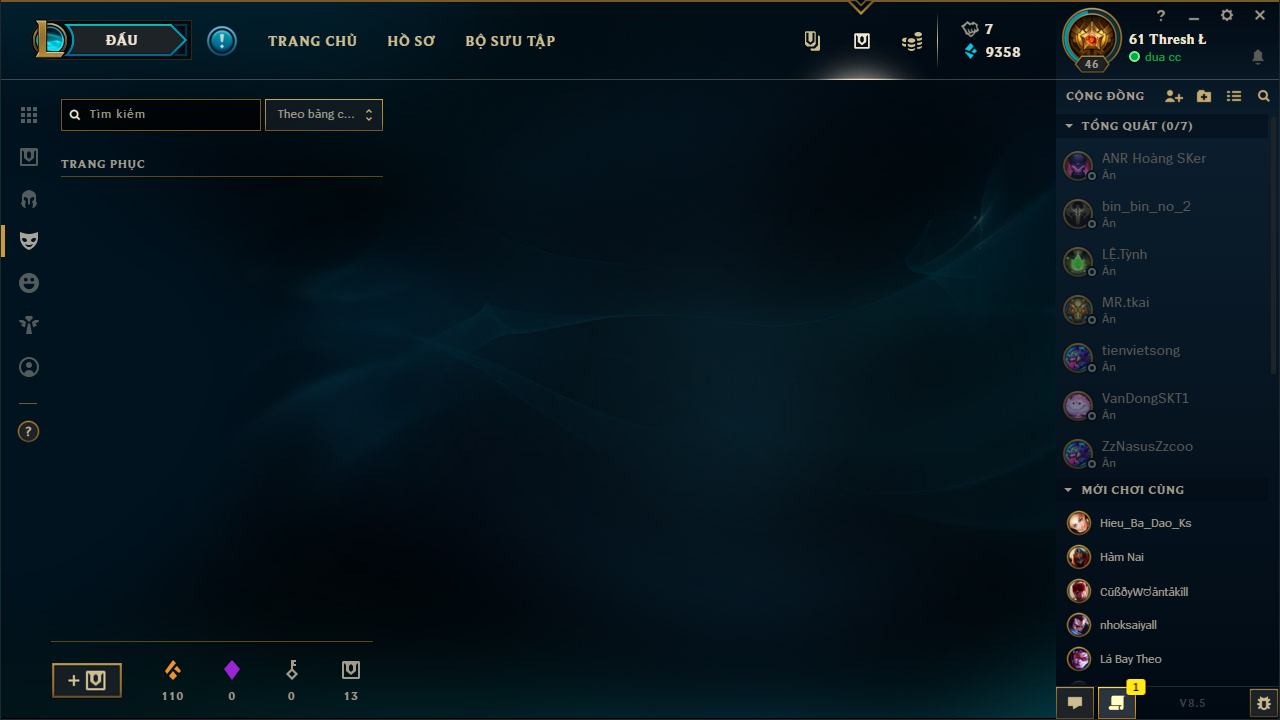 ĐẤU
TRANG CHỦ
HỒ SƠ
BỘ SƯU TẬP
7
9358
46
61 Thresh Ł
dua cc
Tìm kiếm
Theo bảng c...
TRANG PHỤC
CỘNG ĐỒNG
TỔNG QUÁT (0/7)
ANR Hoàng SKer
Ẩn
bin_bin_no_2
Ẩn
LỆ.Tỳnh
Ẩn
MR.tkai
Ẩn
tienvietsong
Ẩn
VanDongSKT1
Ẩn
ZzNasusZzcoo
Ẩn
MỚI CHƠI CÙNG
Hieu_Ba_Dao_Ks
Hàm Nai
nhoksaiyall
Lá Bay Theo
110
0
0
13
1
V8.5